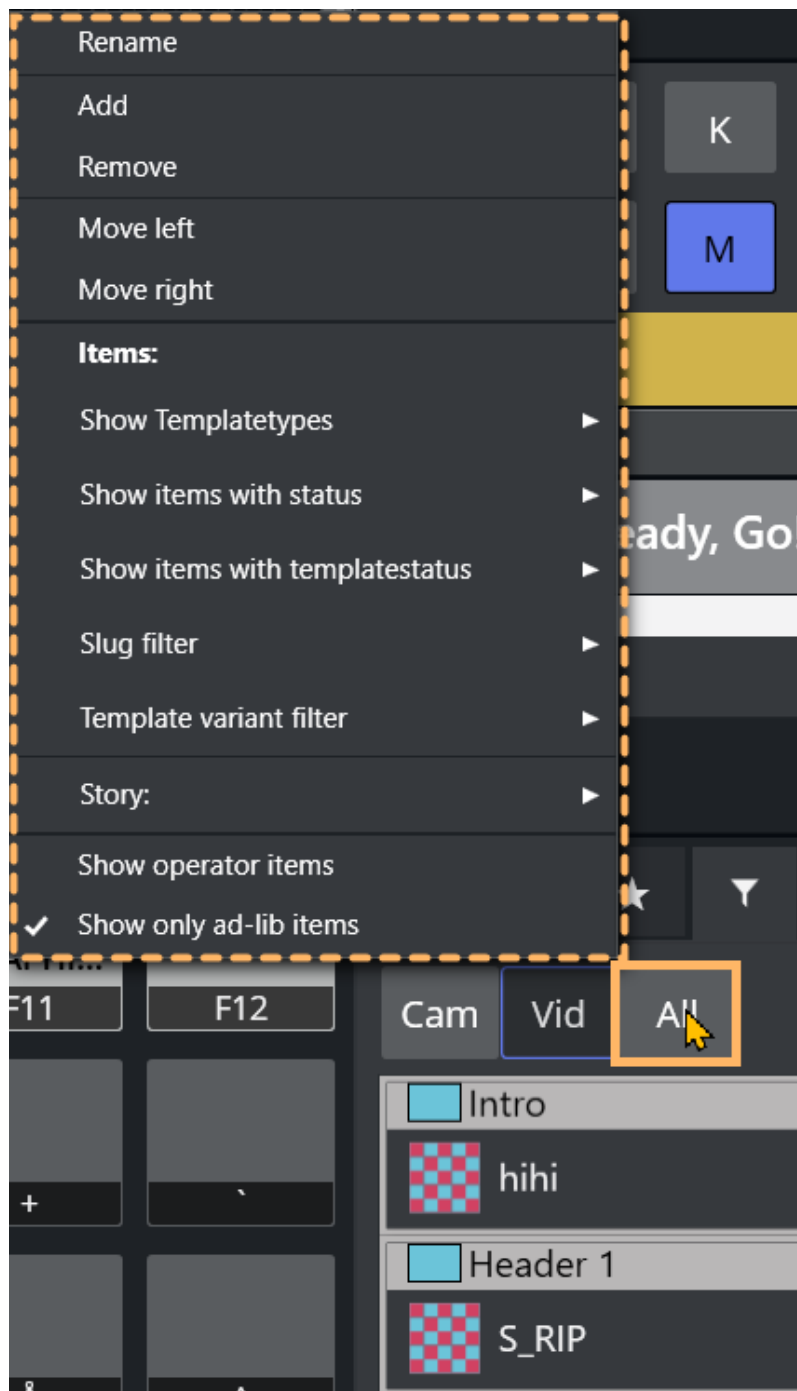 Rename
Add
Remove
Move left
Move right
Items:
Show Templatetypes
Show items with status
Show items with templatestatus
Slug filter
Template variant filter
Story:
Show operator items
Show only ad-lib items
K
M
eady, Go!
F11
F12
Cam
Vid
All
Intro
hihi
+
`
Header 1
S_RIP